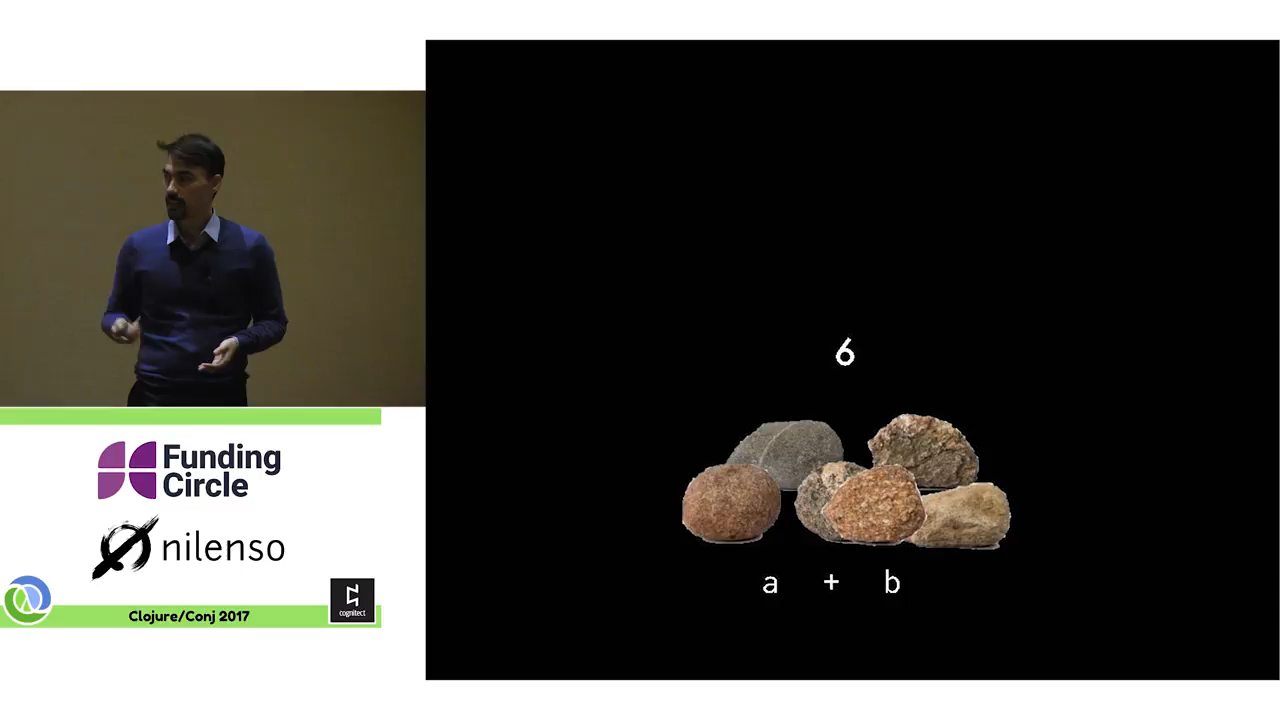 6
a + b
Funding
Circle
nilenso
cognitect
Clojure/Conj 2017